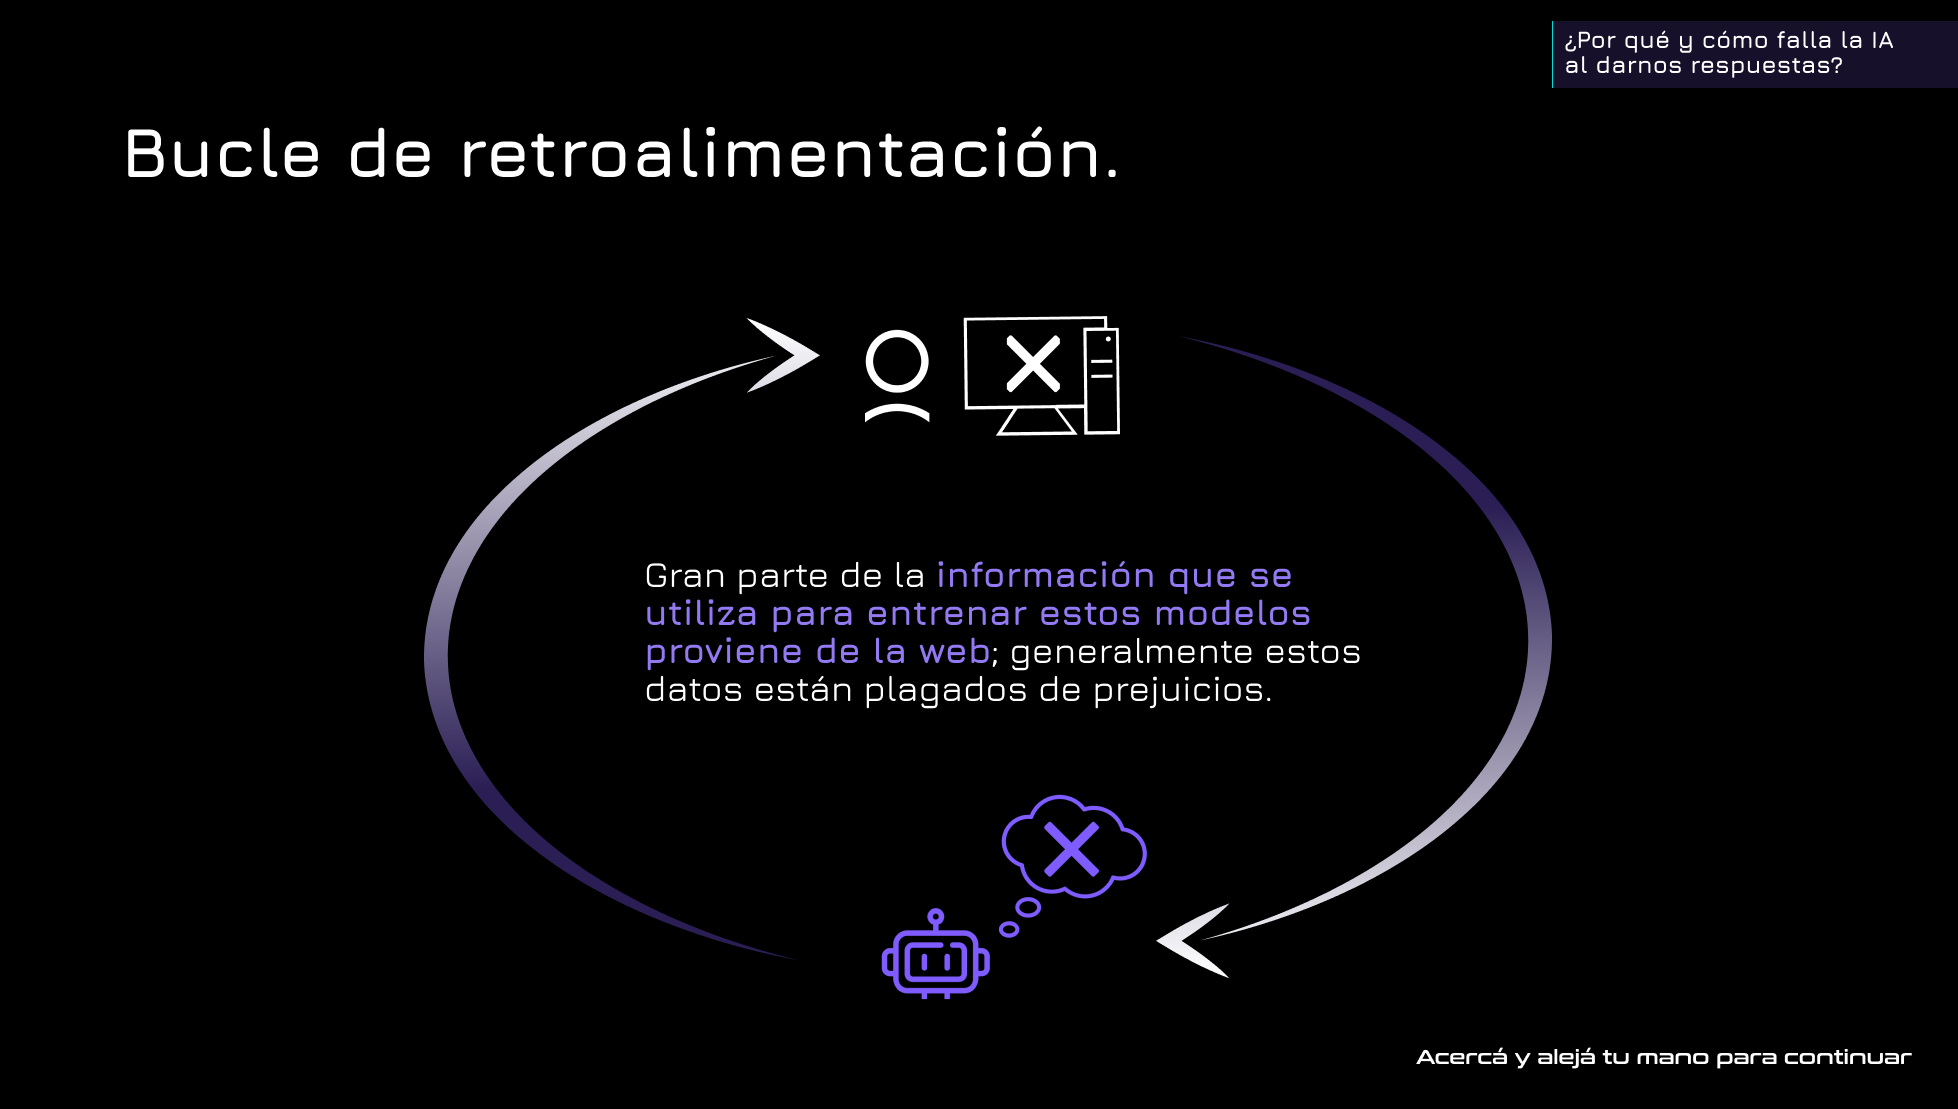 ¿Por qué y cómo falla la IA
al darnos respuestas?
Bucle de retroalimentación.
Gran parte de la información que se
utiliza para entrenar estos modelos
proviene de la web; generalmente estos
datos están plagados de prejuicios.
Acercá y alejá tu mano para continuar